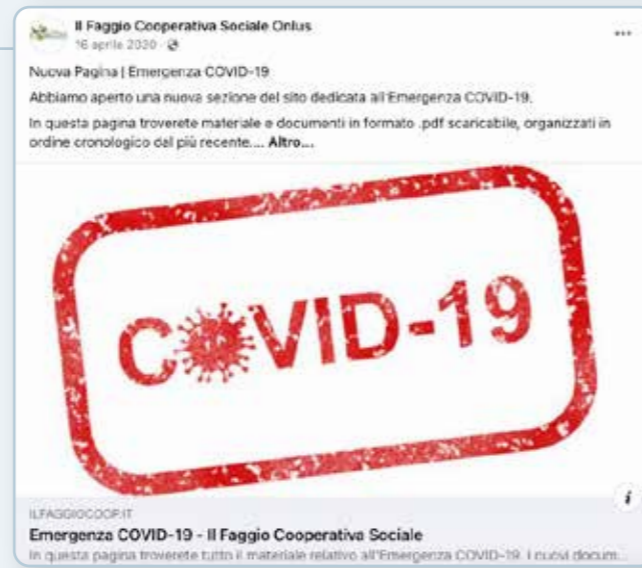 Il Faggio Cooperativa Sociale Onlus
16 aprile 2020
Nuova Pagina | Emergenza COVID-19
Abbiamo aperto una nuova sezione del sito dedicata all'Emergenza COVID-19.
In questa pagina troverete materiale e documenti in formato .pdf scaricabile, organizzati in
ordine cronologico dal più recente.... Altro...
COVID-19
ILFAGGIOCOOP.IT
Emergenza COVID-19 - Il Faggio Cooperativa Sociale
In questa pagina troverete tutto il materiale relativo all'Emergenza COVID-19. I nuovi docum...